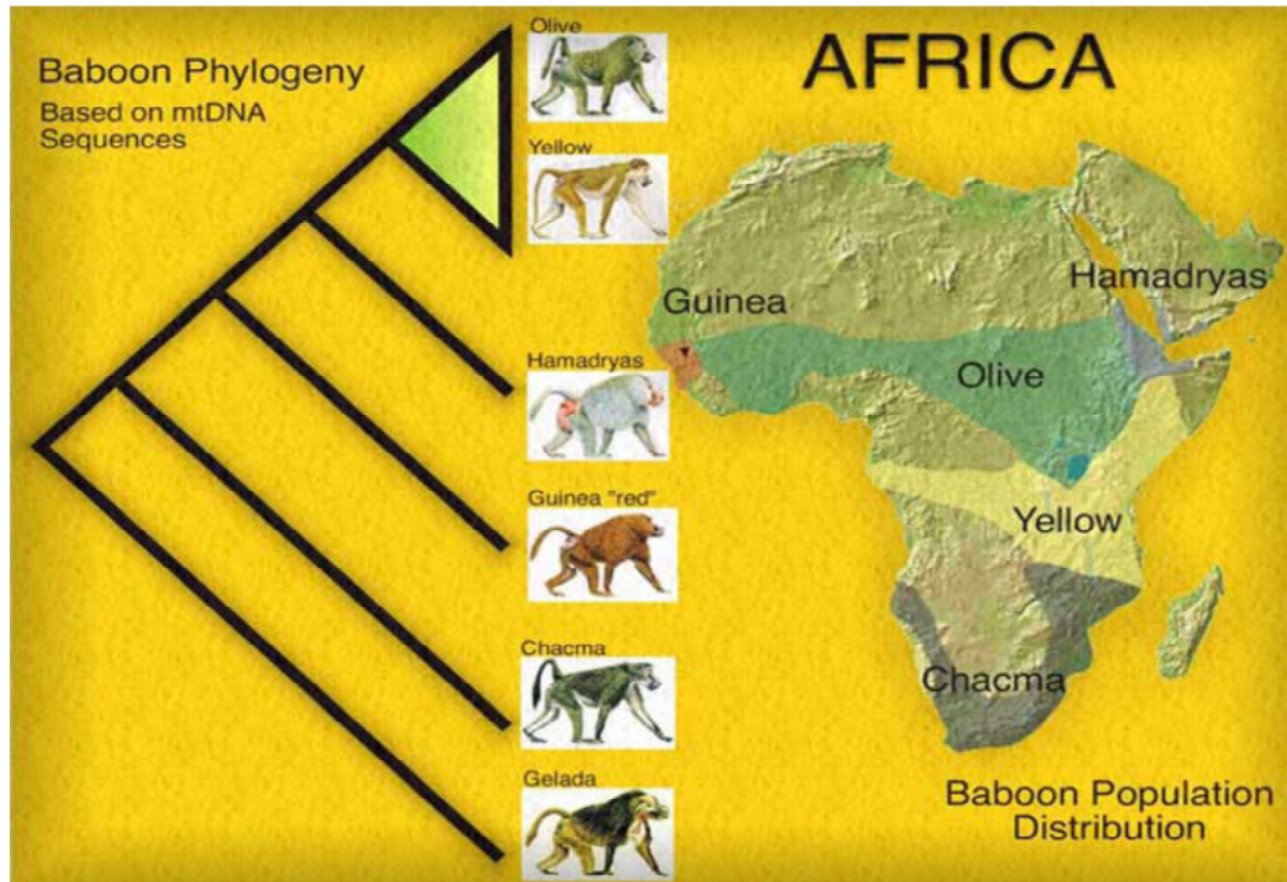 Baboon Phylogeny
Based on mtDNA
Sequences
Olive
Yellow
Hamadryas
Guinea "red"
Chacma
Gelada
AFRICA
Hamadryas
Guinea
Olive
Yellow
Chacma
Baboon Population
Distribution